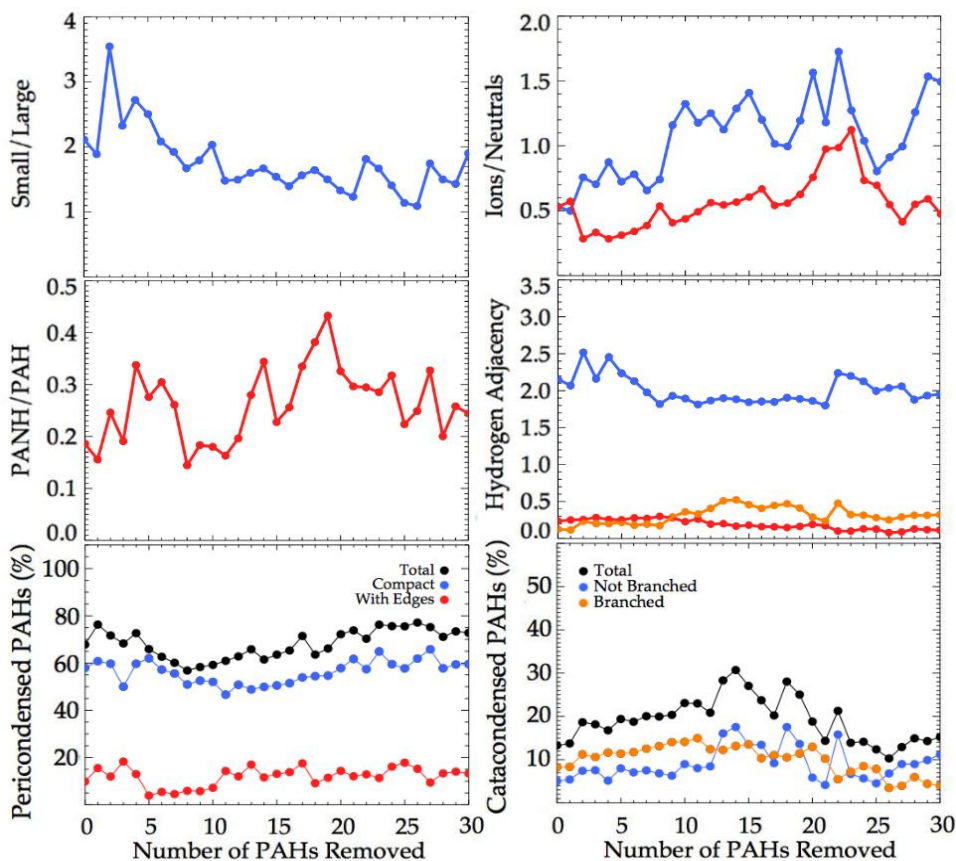 Small/Large
4
3
2
1
Ions/Neutrals
2.0
1.5
1.0
0.5
PANH/PAH
0.5
0.4
0.3
0.2
0.1
0.0
Hydrogen Adjacency
3.5
3.0
2.5
2.0
1.5
1.0
0.5
0.0
Pericondensed PAHs (%)
100
80
60
40
20
Total
Compact
With Edges
0 5 10 15 20 25 30
Number of PAHs Removed
Catacondensed PAHs (%)
50
40
30
20
10
Total
Not Branched
Branched
0 5 10 15 20 25 30
Number of PAHs Removed